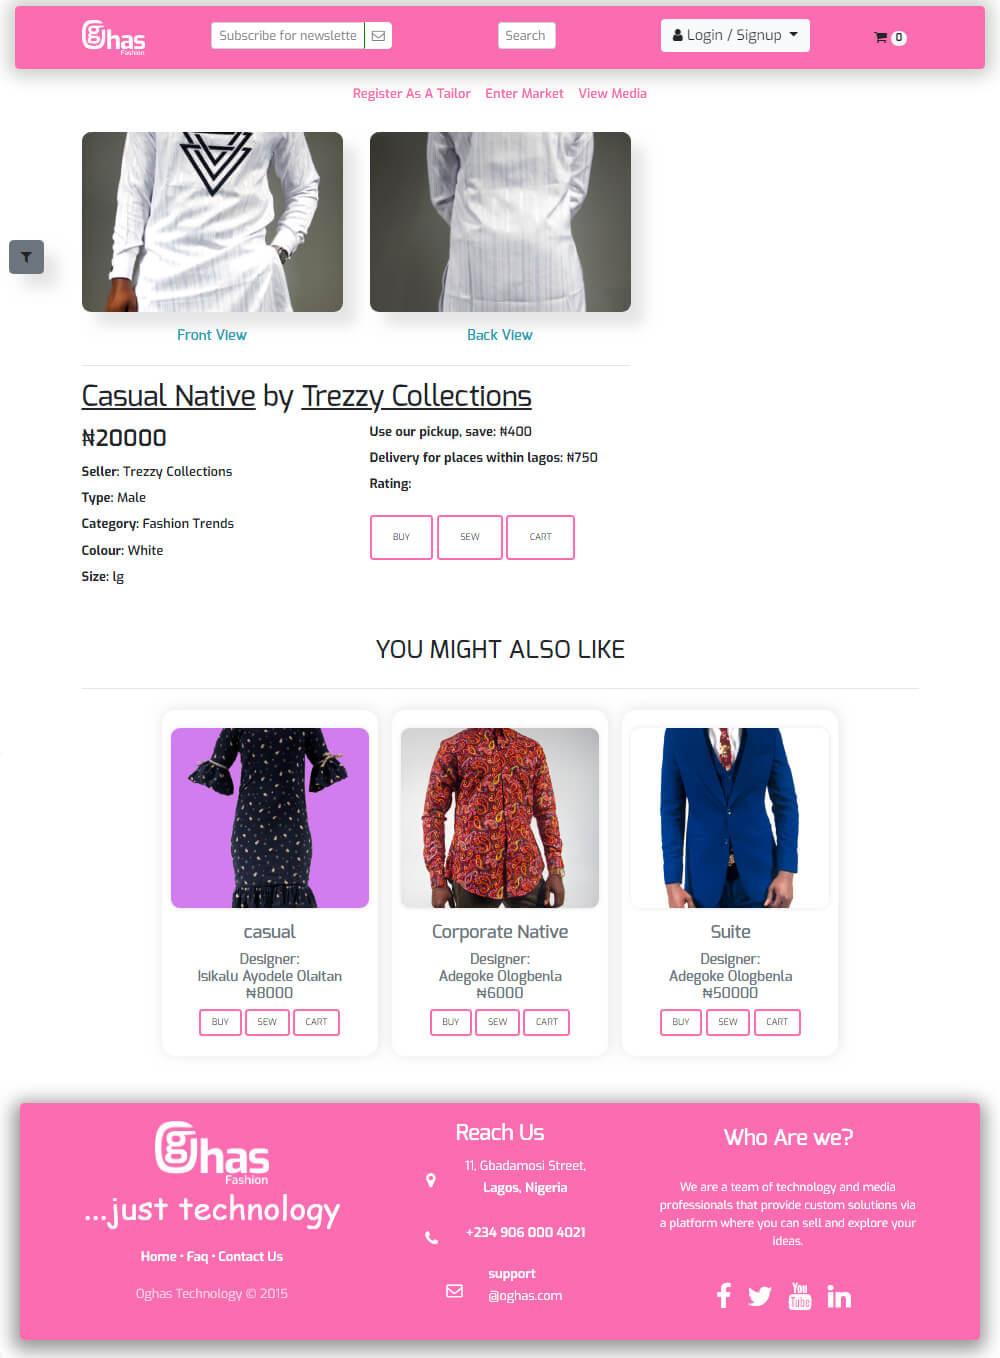 Oghas
Fashion
Subscribe for newslette
Search
Login / Signup
0
Register As A Tailor
Enter Market
View Media
Front View
Back View
Casual Native by Trezzy Collections
₦20000
Seller: Trezzy Collections
Type: Male
Category: Fashion Trends
Colour: White
Size: lg
Use our pickup, save: ₦400
Delivery for places within lagos: ₦750
Rating:
BUY
SEW
CART
YOU MIGHT ALSO LIKE
casual
Designer:
Isikalu Ayodele Olaitan
₦8000
BUY
SEW
CART
Corporate Native
Designer:
Adegoke Ologbenla
₦6000
BUY
SEW
CART
Suite
Designer:
Adegoke Ologbenla
₦50000
BUY
SEW
CART
Oghas
Fashion
...just technology
Home • Faq • Contact Us
Oghas Technology © 2015
Reach Us
11, Gbadamosi Street,
Lagos, Nigeria
+234 906 000 4021
support
@oghas.com
Who Are we?
We are a team of technology and media
professionals that provide custom solutions via
a platform where you can sell and explore your
ideas.
You
Tube